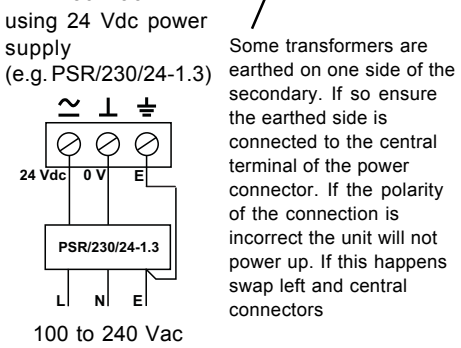 using 24 Vdc power
supply
(e.g. PSR/230/24-1.3)
24 Vdc 0 V E
PSR/230/24-1.3
L N E
100 to 240 Vac
Some transformers are
earthed on one side of the
secondary. If so ensure
the earthed side is
connected to the central
terminal of the power
connector. If the polarity
of the connection is
incorrect the unit will not
power up. If this happens
swap left and central
connectors